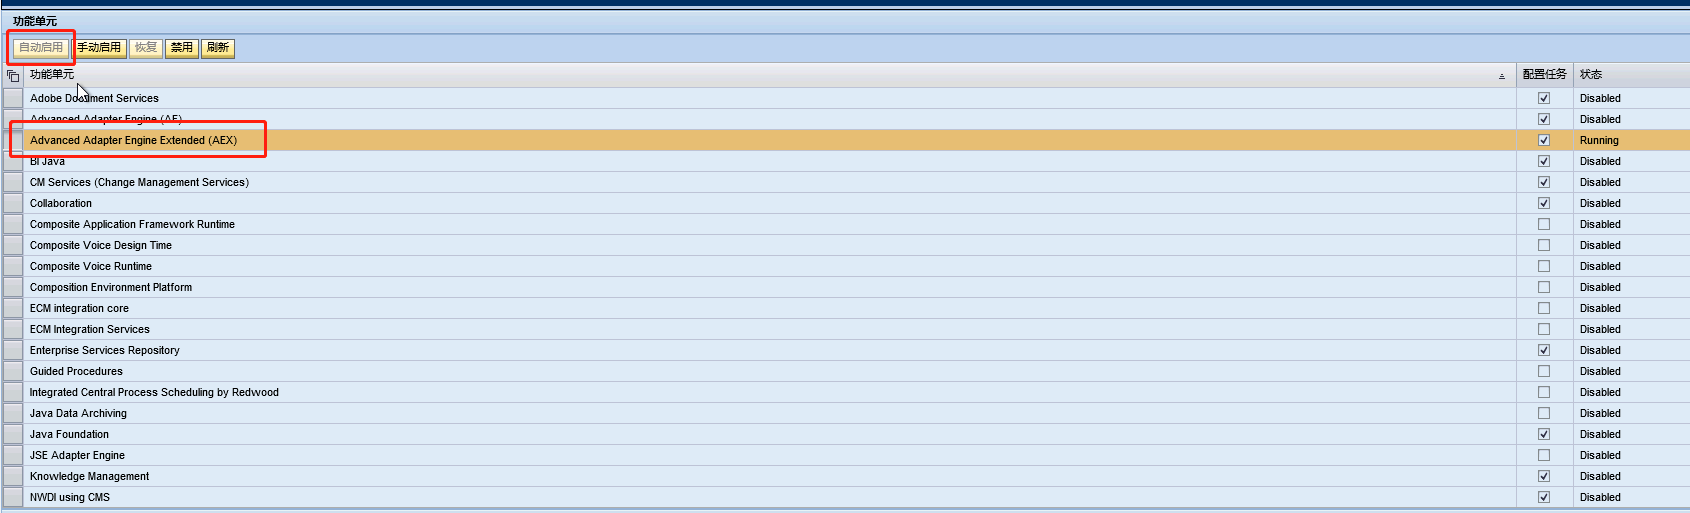 功能单元
自动启用 手动启用 恢复 禁用 刷新
功能单元 配置任务 状态
Adobe Document Services Disabled
Advanced Adapter Engine (AE) Disabled
Advanced Adapter Engine Extended (AEX) Running
BI Java Disabled
CM Services (Change Management Services) Disabled
Collaboration Disabled
Composite Application Framework Runtime Disabled
Composite Voice Design Time Disabled
Composite Voice Runtime Disabled
Composition Environment Platform Disabled
ECM integration core Disabled
ECM Integration Services Disabled
Enterprise Services Repository Disabled
Guided Procedures Disabled
Integrated Central Process Scheduling by Redwood Disabled
Java Data Archiving Disabled
Java Foundation Disabled
JSE Adapter Engine Disabled
Knowledge Management Disabled
NWDI using CMS Disabled